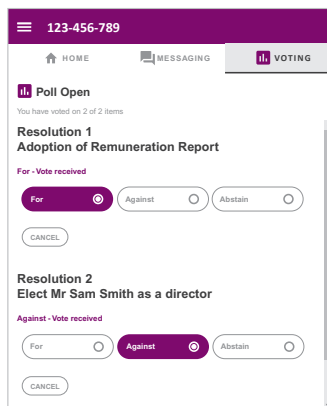 123-456-789
HOME
MESSAGING
VOTING
Poll Open
You have voted on 2 of 2 items
Resolution 1
Adoption of Remuneration Report
For - Vote received
For
Against
Abstain
CANCEL
Resolution 2
Elect Mr Sam Smith as a director
Against - Vote received
For
Against
Abstain
CANCEL